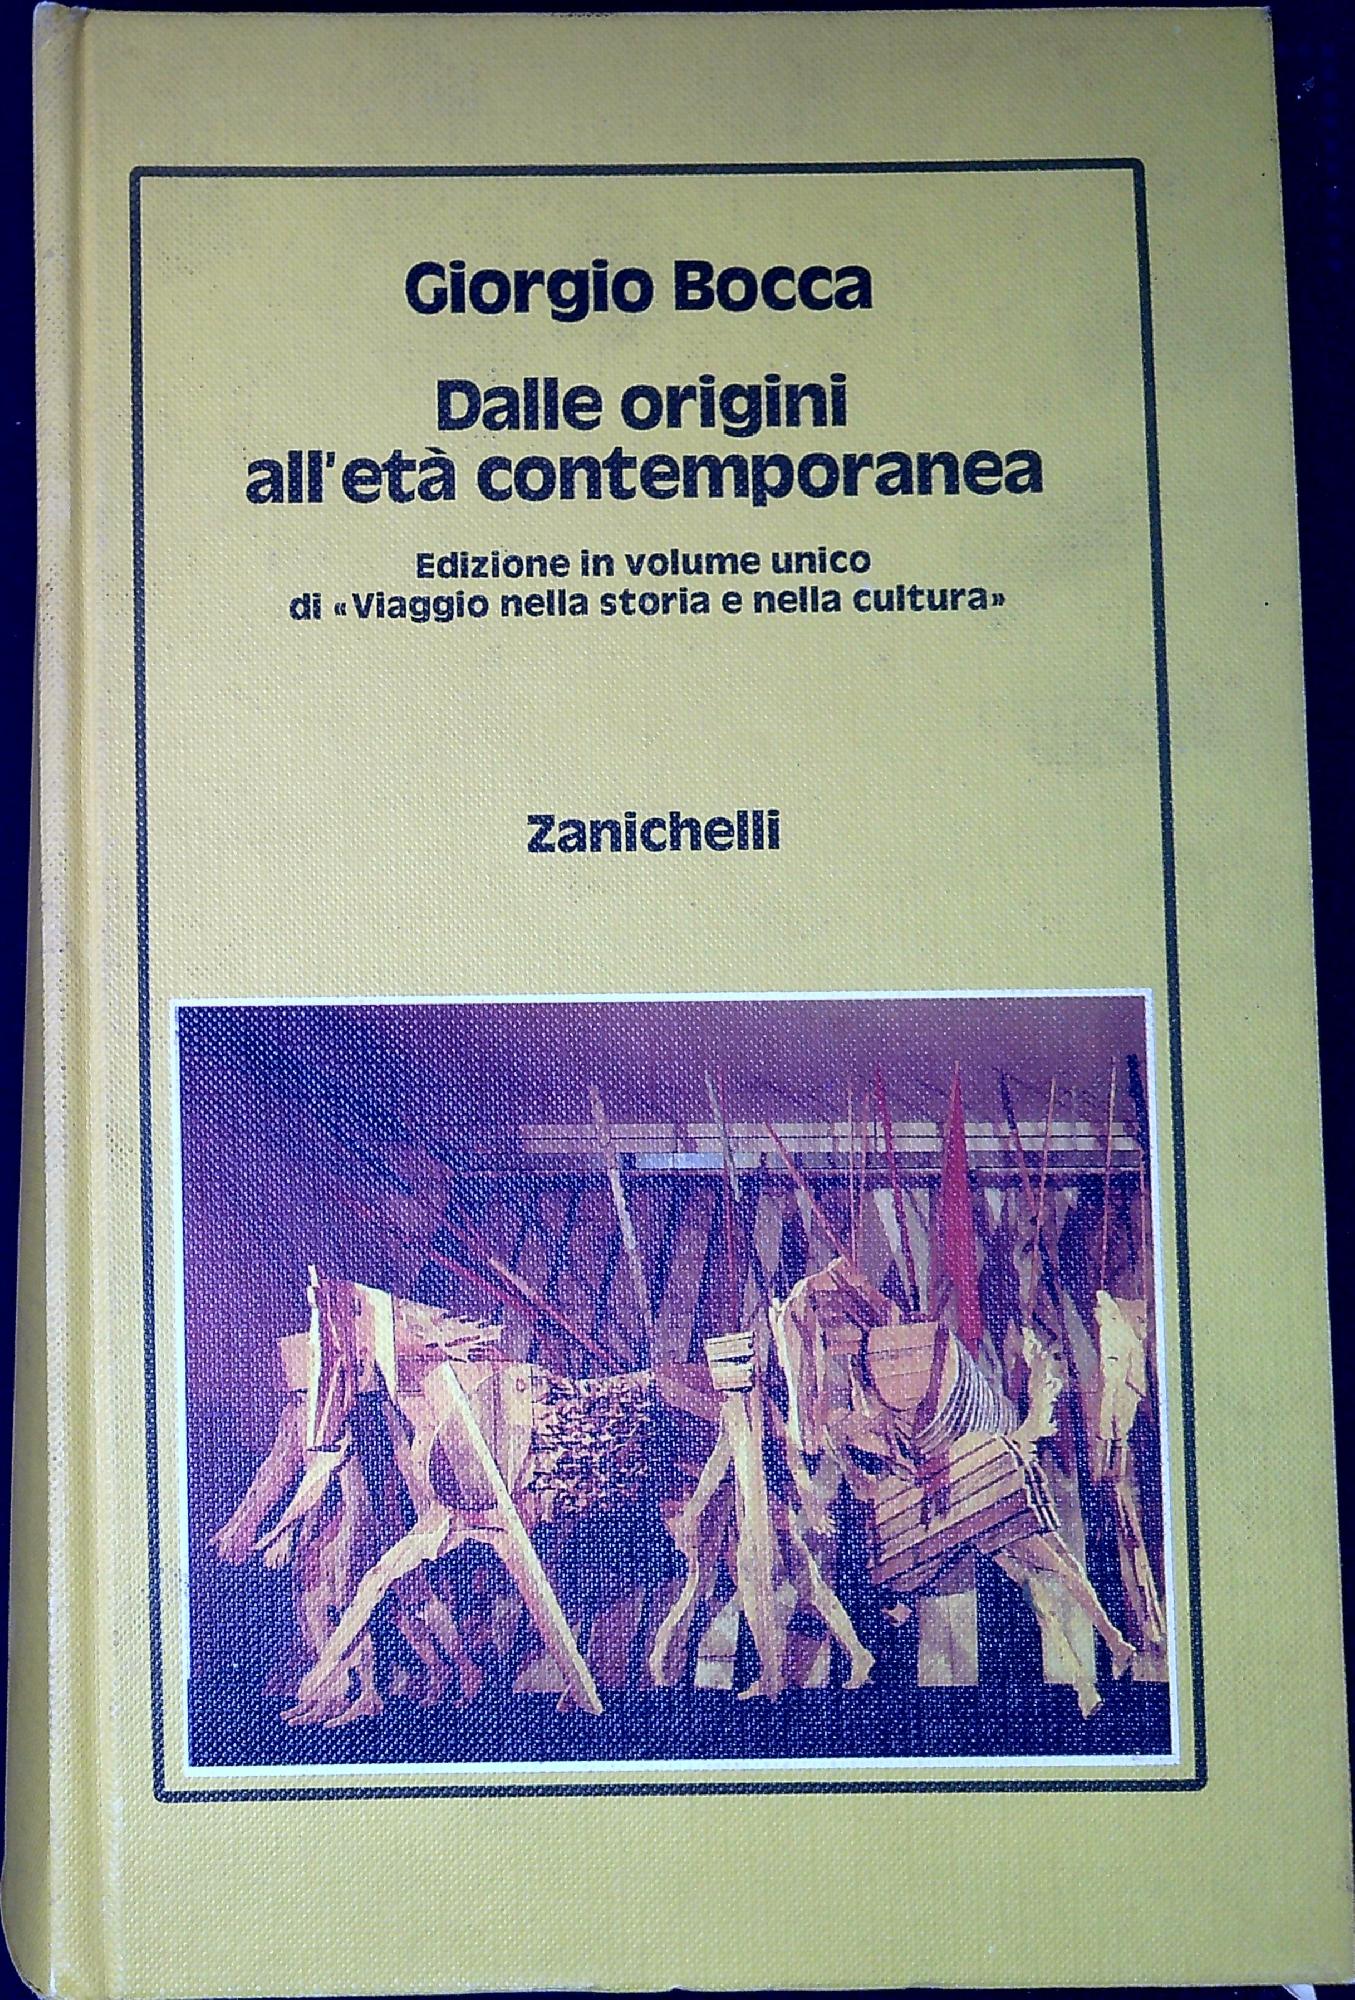 Giorgio Bocca
Dalle origini
all'età contemporanea
Edizione in volume unico
di «Viaggio nella storia e nella cultura»
Zanichelli